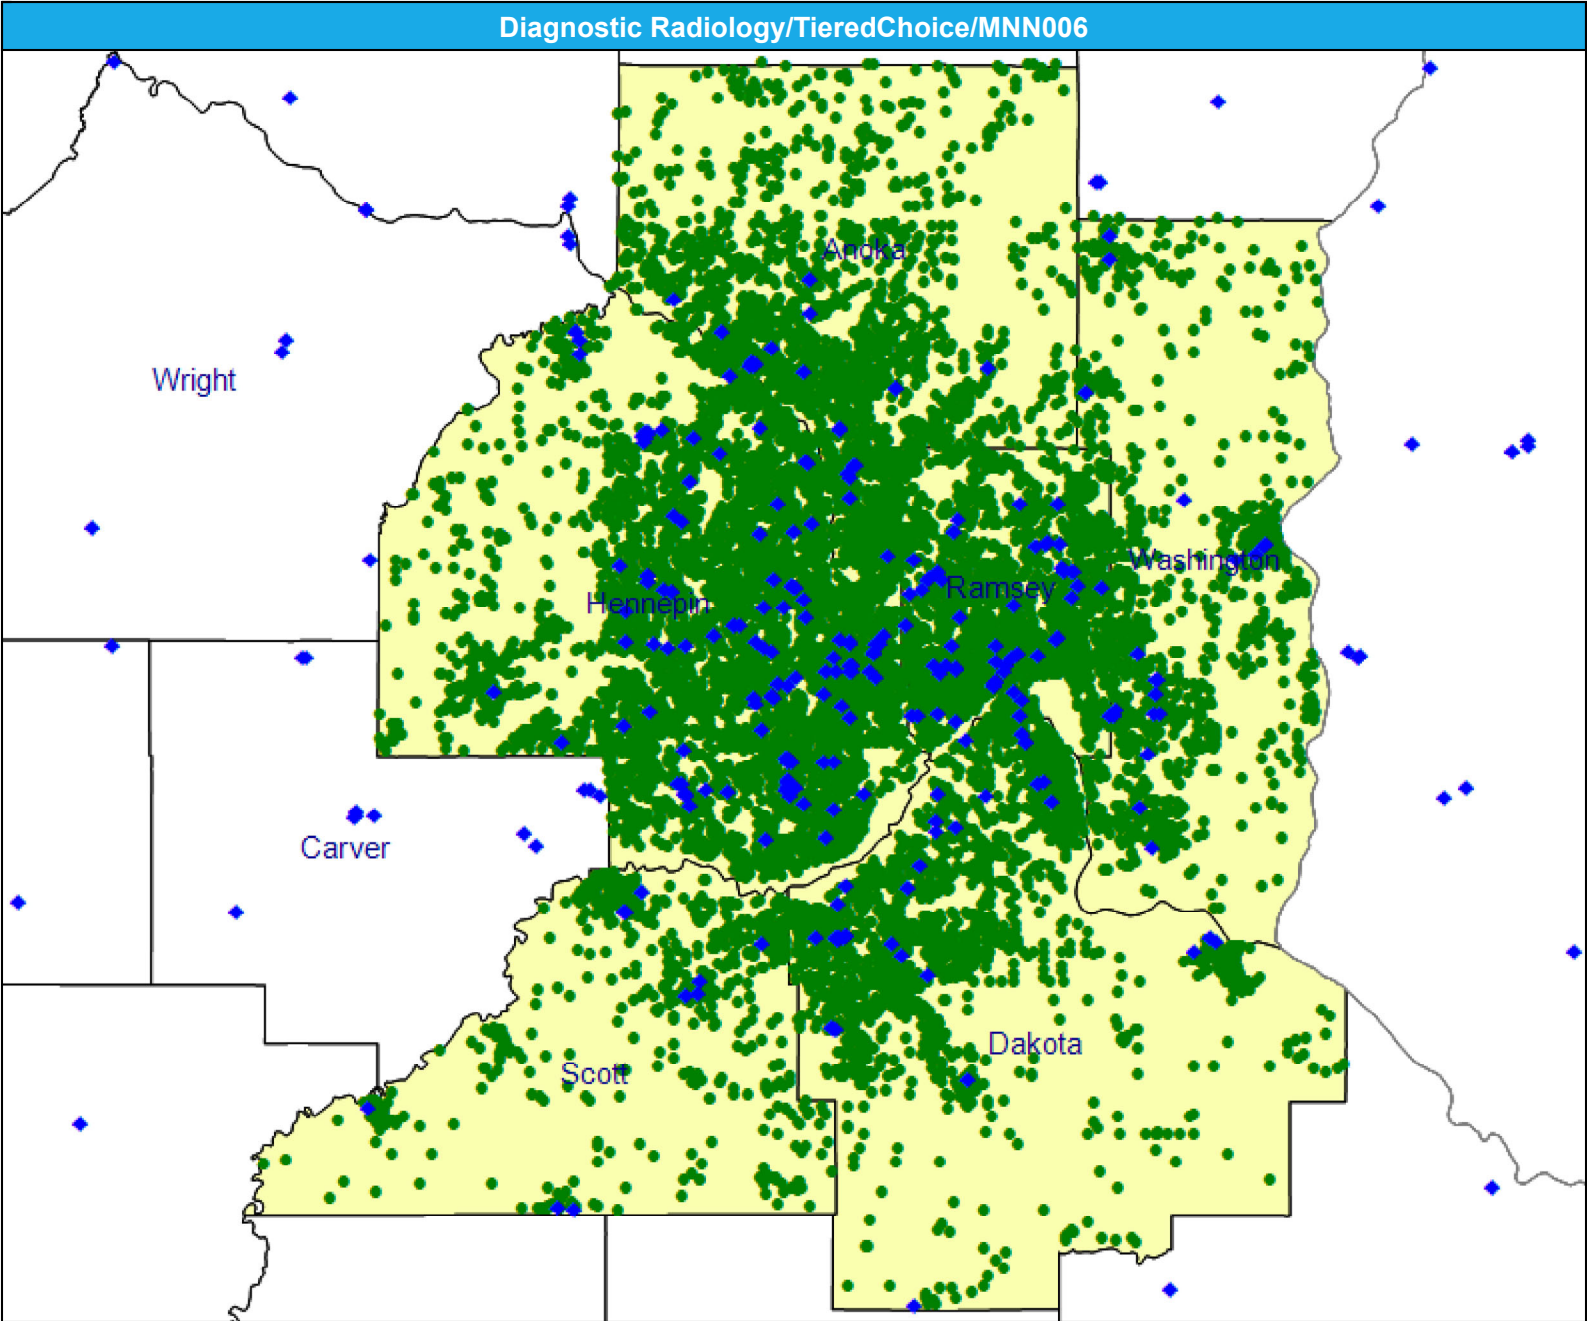 Diagnostic Radiology/TieredChoice/MNN006
Anoka
Wright
Washington
Ramsey
Hennepin
Carver
Dakota
Scott